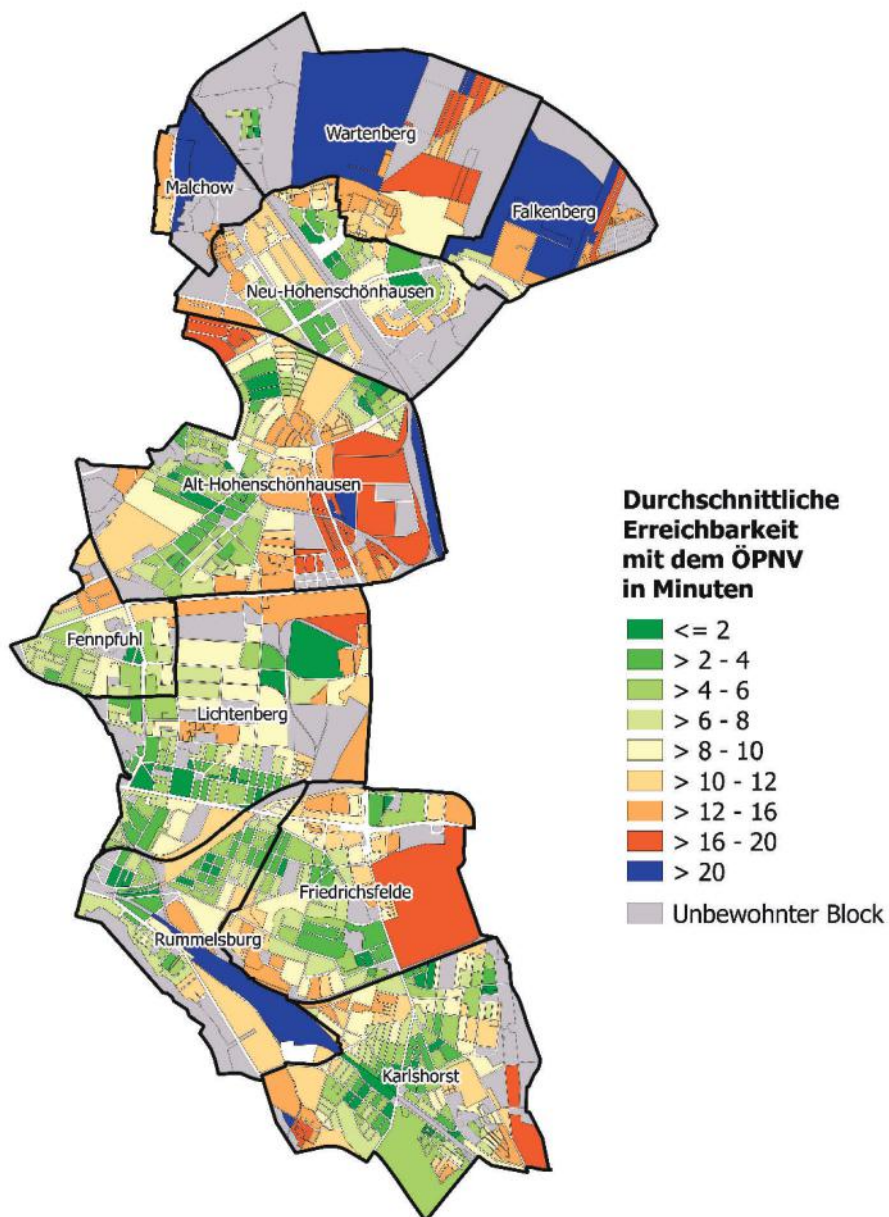 Wartenberg
Malchow
Falkenberg
Neu-Hohenschönhausen
Alt-Hohenschönhausen
Fennpfuhl
Lichtenberg
Friedrichsfelde
Rummelsburg
Karlshorst
Durchschnittliche
Erreichbarkeit
mit dem ÖPNV
in Minuten
<= 2
> 2 - 4
> 4 - 6
> 6 - 8
> 8 - 10
> 10 - 12
> 12 - 16
> 16 - 20
> 20
Unbewohnter Block